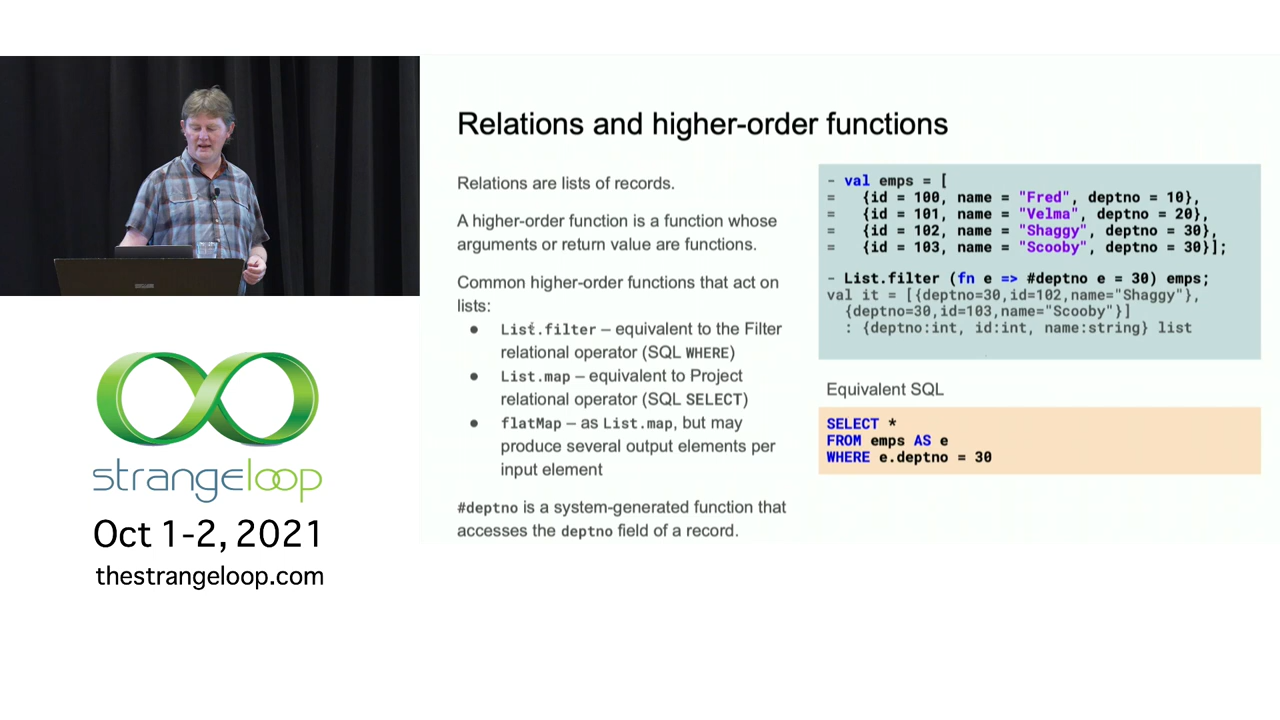 Relations and higher-order functions
Relations are lists of records.
A higher-order function is a function whose
arguments or return value are functions.
Common higher-order functions that act on
lists:
● List.filter – equivalent to the Filter
relational operator (SQL WHERE)
● List.map – equivalent to Project
relational operator (SQL SELECT)
● flatMap – as List.map, but may
produce several output elements per
input element
#deptno is a system-generated function that
accesses the deptno field of a record.
- val emps = [
=   {id = 100, name = "Fred", deptno = 10},
=   {id = 101, name = "Velma", deptno = 20},
=   {id = 102, name = "Shaggy", deptno = 30},
=   {id = 103, name = "Scooby", deptno = 30}];
- List.filter (fn e => #deptno e = 30) emps;
val it = [{deptno=30,id=102,name="Shaggy"},
  {deptno=30,id=103,name="Scooby"}]
  : {deptno:int, id:int, name:string} list
Equivalent SQL
SELECT *
FROM emps AS e
WHERE e.deptno = 30
strangeloop
Oct 1-2, 2021
thestrangeloop.com